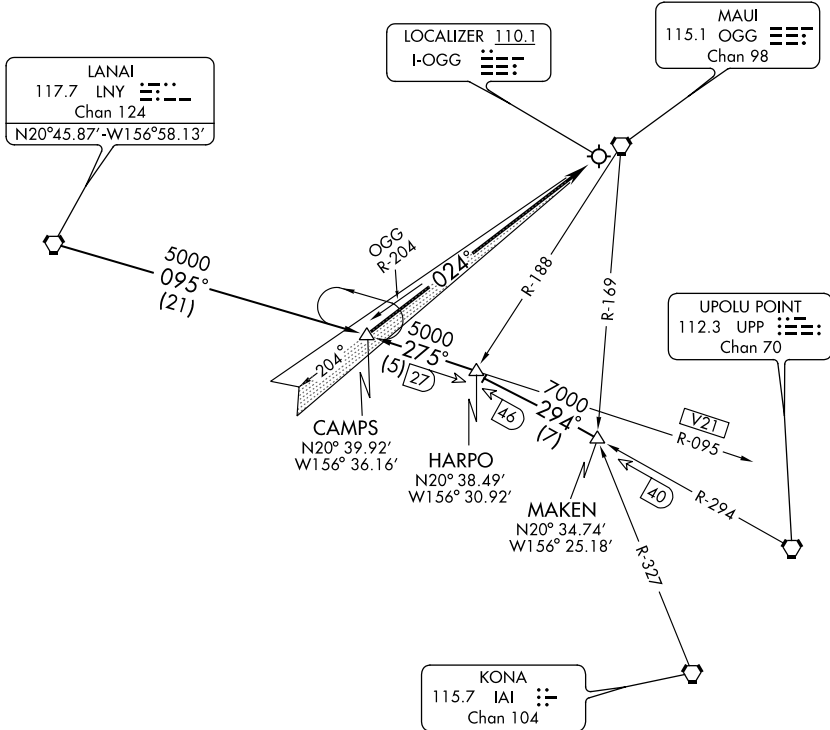 MAUI
115.1 OGG
Chan 98
LOCALIZER 110.1
I-OGG
LANAI
117.7 LNY
Chan 124
N20°45.87'-W156°58.13'
5000
095°
(21)
OGG
R-204
024°
R-188
R-169
204°
5000
275°
(5)
27
UPOLU POINT
112.3 UPP
Chan 70
7000
294°
(7)
46
V21
R-095
CAMPS
N20° 39.92'
W156° 36.16'
HARPO
N20° 38.49'
W156° 30.92'
MAKEN
N20° 34.74'
W156° 25.18'
40
R-294
R-327
KONA
115.7 IAI
Chan 104